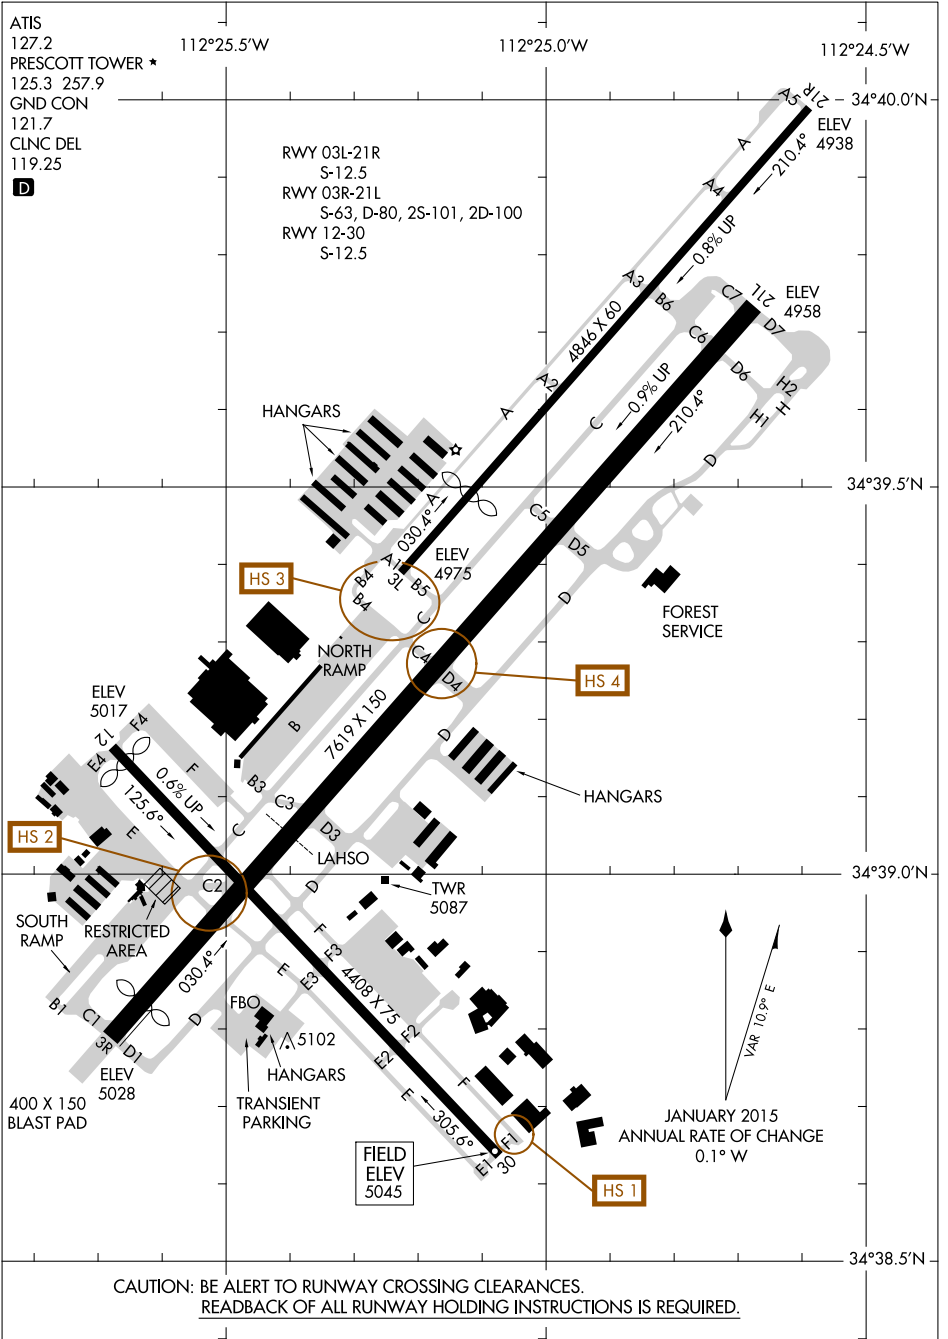 ATIS
127.2
PRESCOTT TOWER ★
125.3 257.9
GND CON
121.7
CLNC DEL
119.25
D
112°25.5'W
112°25.0'W
112°24.5'W
34°40.0'N
34°39.5'N
34°39.0'N
34°38.5'N
RWY 03L-21R
S-12.5
RWY 03R-21L
S-63, D-80, 2S-101, 2D-100
RWY 12-30
S-12.5
A5
21R
ELEV
4938
A
210.4°
A4
0.8% UP
A3
B6
C7
21L
ELEV
4958
D7
C6
D6
4846 X 60
H2
H
H1
A2
0.9% UP
210.4°
A
C
D
HANGARS
A
030.4°
C5
D5
A1
3L
ELEV
4975
B4
B4
B5
C
HS 3
D
FOREST
SERVICE
C4
D4
HS 4
NORTH
RAMP
ELEV
5017
12
F4
E4
B
7619 X 150
D
F
0.6% UP
125.6°
B3
C3
HANGARS
E
C
D3
HS 2
LAHSO
C2
D
TWR
5087
SOUTH
RAMP
RESTRICTED
AREA
F
F3
030.4°
E
E3
4408 X 75
B1
C1
3R
D1
D
FBO
5102
F2
E2
ELEV
5028
HANGARS
F
E
400 X 150
BLAST PAD
TRANSIENT
PARKING
305.6°
F1
E1
30
FIELD
ELEV
5045
HS 1
VAR 10.9° E
JANUARY 2015
ANNUAL RATE OF CHANGE
0.1° W
CAUTION: BE ALERT TO RUNWAY CROSSING CLEARANCES.
READBACK OF ALL RUNWAY HOLDING INSTRUCTIONS IS REQUIRED.